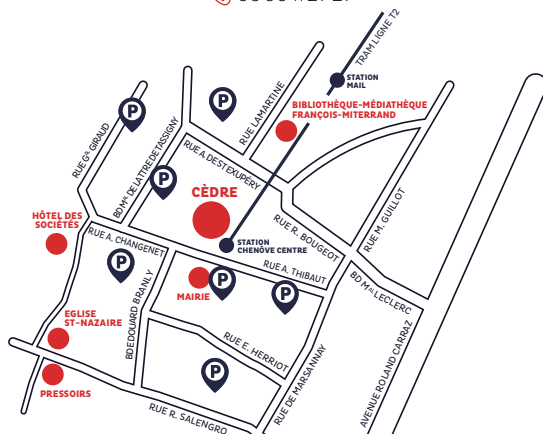 TRAM LIGNE T2
STATION
MAIL
BIBLIOTHÈQUE-MÉDIATHÈQUE
FRANÇOIS-MITERRAND
RUE LAMARTINE
P
P
RUE GAL GIRAUD
BD MAL DE LATTRE DE TASSIGNY
P
RUE A. DESTEXUPÉRY
CÈDRE
HÔTEL DES
SOCIÉTÉS
RUE A. CHANGENET
STATION
CHENÔVE CENTRE
RUE R. BOUGEOT
RUE M. GUILLOT
P
RUE A. THIBAUT
BD MAL LECLERC
MAIRIE
P
P
BD EDOUARD BRANLY
EGLISE
ST-NAZAIRE
RUE E. HERRIOT
RUE DE MARSANNAY
AVENUE ROLAND CARRAZ
PRESSOIRS
P
RUE R. SALENGRO